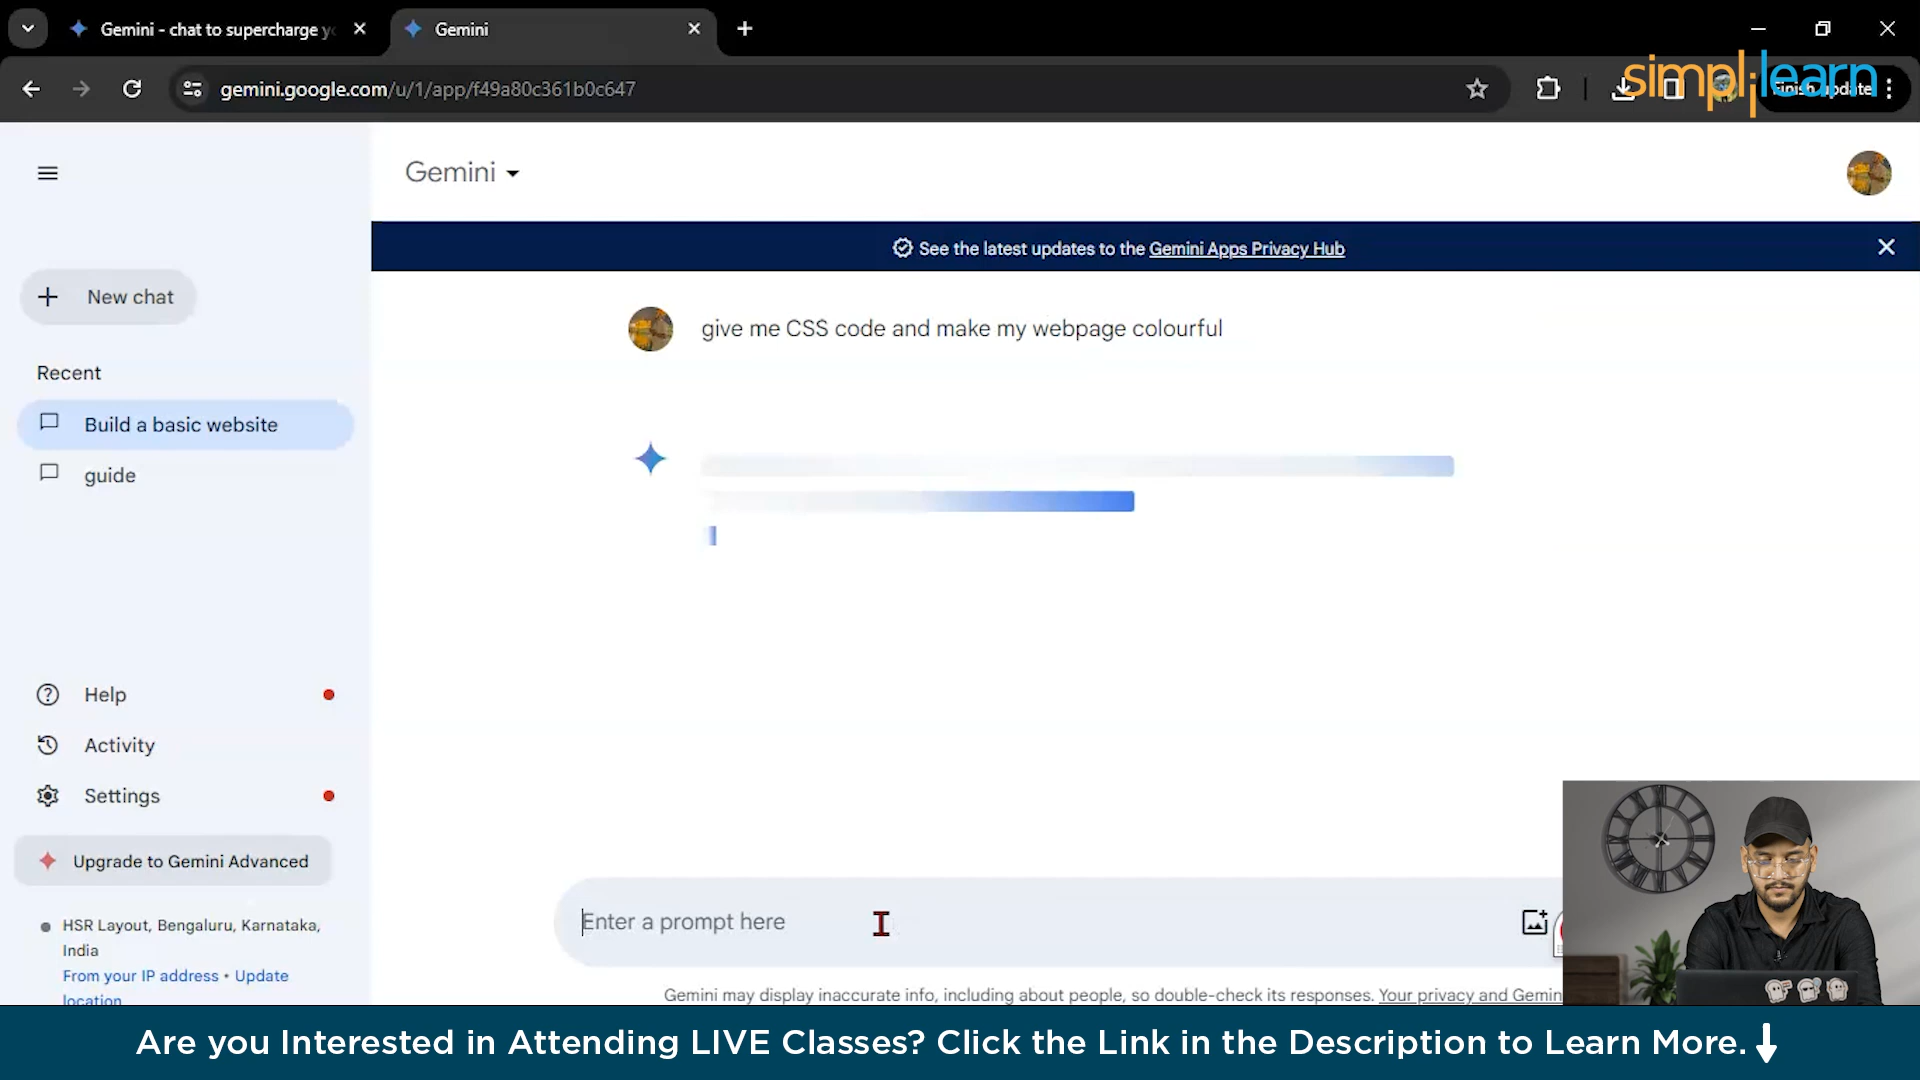 Gemini - chat to supercharge y
Gemini
gemini.google.com/u/1/app/f49a80c361b0c647
simplilearn
Finish update
Gemini
See the latest updates to the Gemini Apps Privacy Hub
New chat
give me CSS code and make my webpage colourful
Recent
Build a basic website
guide
Help
Activity
Settings
Upgrade to Gemini Advanced
HSR Layout, Bengaluru, Karnataka,
India
From your IP address • Update
location
Enter a prompt here
Gemini may display inaccurate info, including about people, so double-check its responses. Your privacy and Gemin
Are you Interested in Attending LIVE Classes? Click the Link in the Description to Learn More.